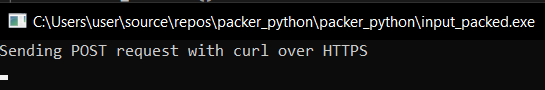 C:\Users\user\source\repos\packer_python\packer_python\input_packed.exe
Sending POST request with curl over HTTPS